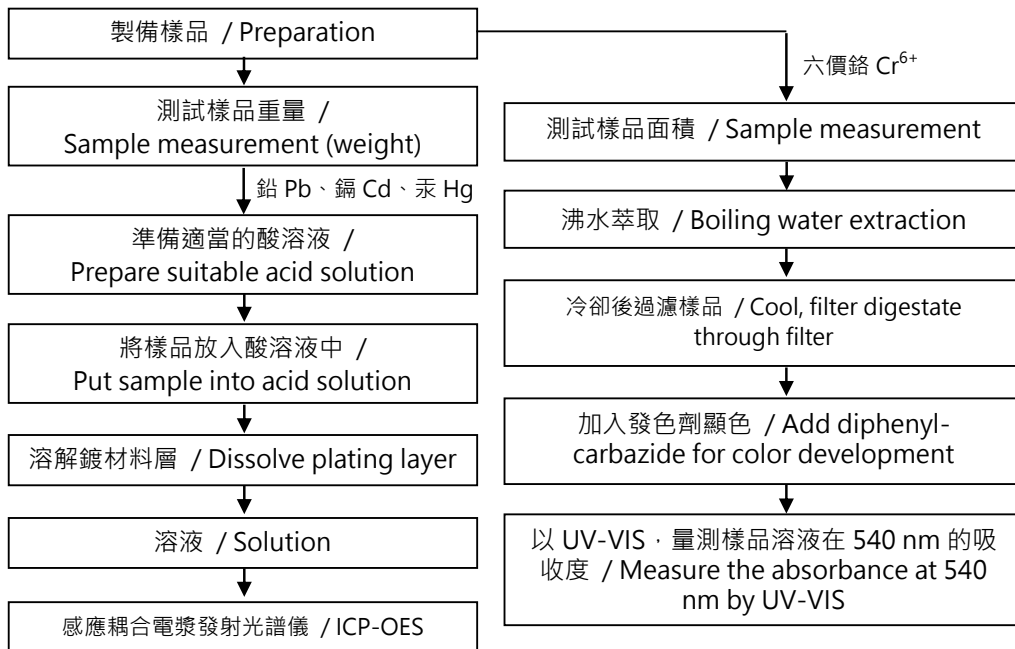 製備樣品 / Preparation
測試樣品重量 /
Sample measurement (weight)
鉛 Pb、鎘 Cd、汞 Hg
準備適當的酸溶液 /
Prepare suitable acid solution
將樣品放入酸溶液中 /
Put sample into acid solution
溶解鍍材料層 / Dissolve plating layer
溶液 / Solution
感應耦合電漿發射光譜儀 / ICP-OES
六價鉻 Cr⁶⁺
測試樣品面積 / Sample measurement
沸水萃取 / Boiling water extraction
冷卻後過濾樣品 / Cool, filter digestate
through filter
加入發色劑顯色 / Add diphenyl-
carbazide for color development
以 UV-VIS，量測樣品溶液在 540 nm 的吸
收度 / Measure the absorbance at 540
nm by UV-VIS